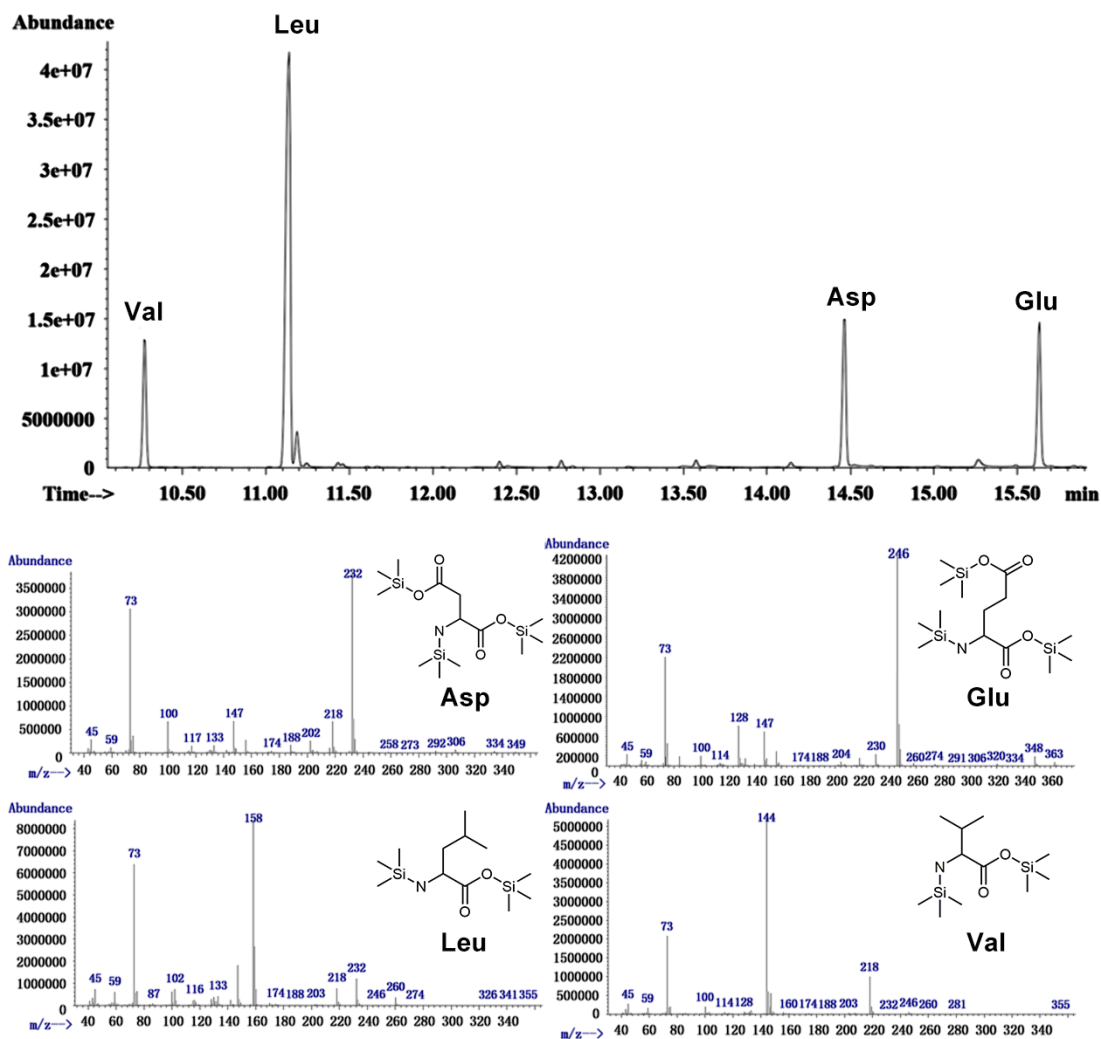 Abundance
Leu
4e+07
3.5e+07
3e+07
2.5e+07
2e+07
Val
Asp
Glu
1.5e+07
1e+07
5000000
0
Time-->
10.50 11.00 11.50 12.00 12.50 13.00 13.50 14.00 14.50 15.00 15.50 min
Abundance
3500000
3000000
2500000
2000000
1500000
1000000
500000
0
232
73
45 59 100 117 133 147 174 188 202 218 258 273 292 306 334 349
Si O O O Si N O Si
Asp
40 60 80 100 120 140 160 180 200 220 240 260 280 300 320 340
m/z-->
Abundance
4200000
3800000
3400000
3000000
2600000
2200000
1800000
1400000
1000000
600000
200000
0
246
73
45 59 100 114 128 147 174 188 204 230 260 274 291 306 320 334 348 363
Si O O Si N O O Si
Glu
40 60 80 100 120 140 160 180 200 220 240 260 280 300 320 340 360
m/z-->
Abundance
8000000
7000000
6000000
5000000
4000000
3000000
2000000
1000000
0
158
73
45 59 87 102 116 133 174 188 203 218 232 246 260 274 326 341 355
Si N O O Si
Leu
40 60 80 100 120 140 160 180 200 220 240 260 280 300 320 340
m/z-->
Abundance
5000000
4500000
4000000
3500000
3000000
2500000
2000000
1500000
1000000
500000
0
144
73
45 59 100 114 128 160 174 188 203 218 232 246 260 281 355
N O Si Si O
Val
40 60 80 100 120 140 160 180 200 220 240 260 280 300 320 340
m/z-->